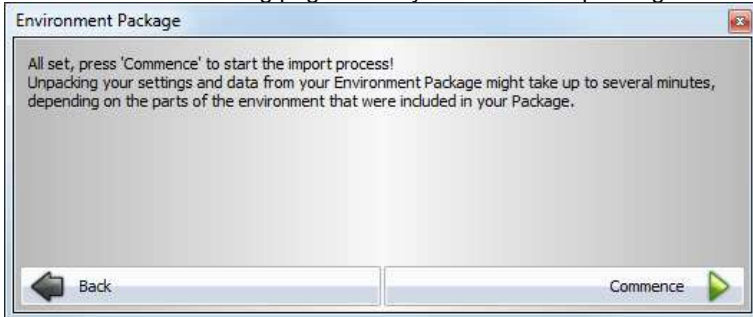 Environment Package
All set, press 'Commence' to start the import process!
Unpacking your settings and data from your Environment Package might take up to several minutes,
depending on the parts of the environment that were included in your Package.
Back
Commence